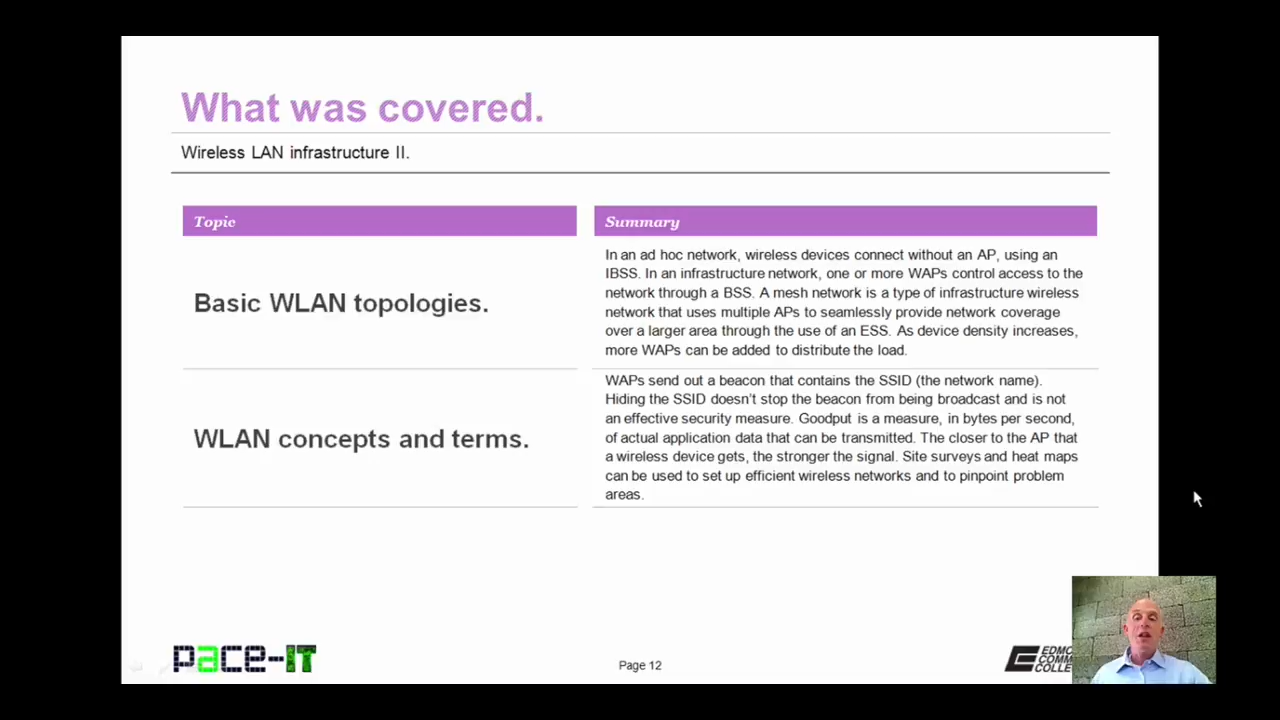 What was covered.
Wireless LAN infrastructure II.
Topic
Summary
Basic WLAN topologies.
In an ad hoc network, wireless devices connect without an AP, using an
IBSS. In an infrastructure network, one or more WAPs control access to the
network through a BSS. A mesh network is a type of infrastructure wireless
network that uses multiple APs to seamlessly provide network coverage
over a larger area through the use of an ESS. As device density increases,
more WAPs can be added to distribute the load.
WLAN concepts and terms.
WAPs send out a beacon that contains the SSID (the network name).
Hiding the SSID doesn’t stop the beacon from being broadcast and is not
an effective security measure. Goodput is a measure, in bytes per second,
of actual application data that can be transmitted. The closer to the AP that
a wireless device gets, the stronger the signal. Site surveys and heat maps
can be used to set up efficient wireless networks and to pinpoint problem
areas.
pace-IT
Page 12